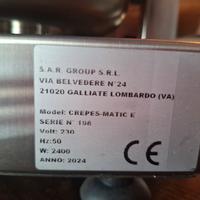 S.A.R. GROUP S.R.L.
VIA BELVEDERE N°24
21020 GALLIATE LOMBARDO (VA)
Model: CREPES-MATIC E
SERIE N° 196
Volt: 230
Hz:50
W: 2400
ANNO: 2024
CE